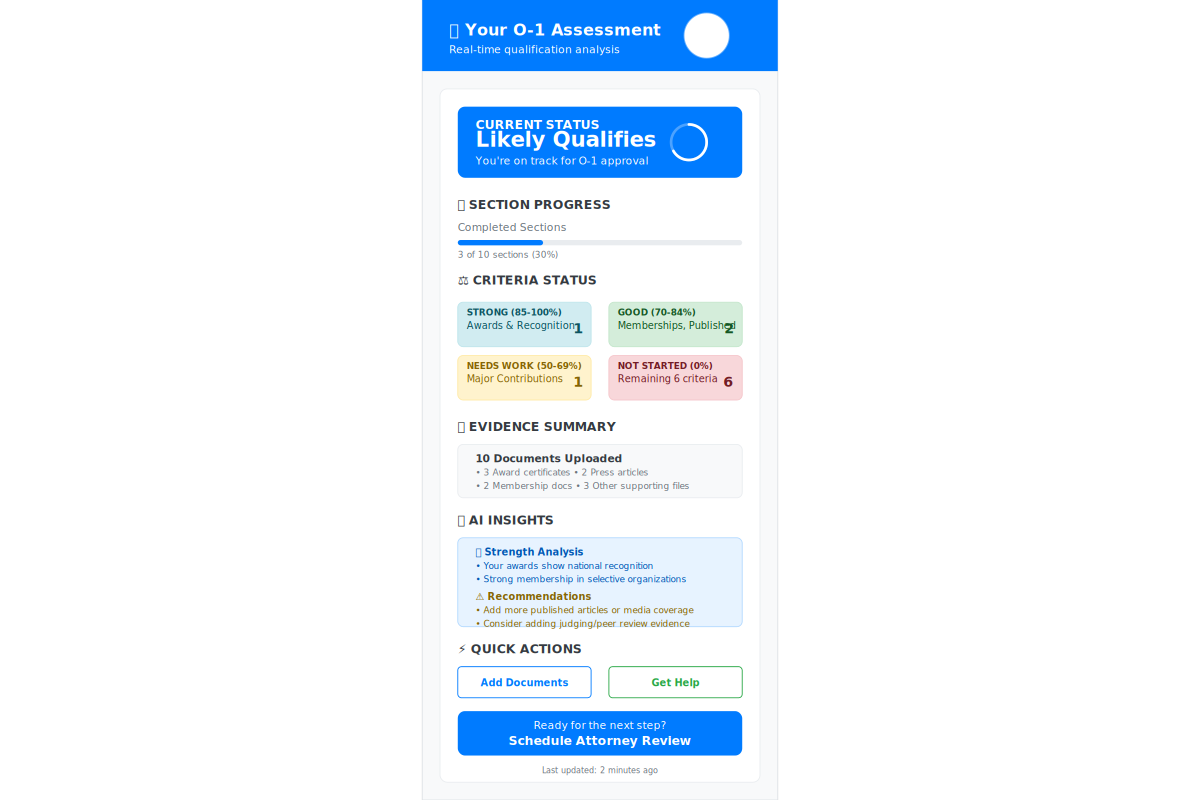 Your O-1 Assessment
Real-time qualification analysis
CURRENT STATUS
Likely Qualifies
You're on track for O-1 approval
SECTION PROGRESS
Completed Sections
3 of 10 sections (30%)
⚖ CRITERIA STATUS
STRONG (85-100%)
Awards & Recognition
1
GOOD (70-84%)
Memberships, Published
2
NEEDS WORK (50-69%)
Major Contributions
1
NOT STARTED (0%)
Remaining 6 criteria
6
EVIDENCE SUMMARY
10 Documents Uploaded
• 3 Award certificates • 2 Press articles
• 2 Membership docs • 3 Other supporting files
AI INSIGHTS
Strength Analysis
• Your awards show national recognition
• Strong membership in selective organizations
⚠ Recommendations
• Add more published articles or media coverage
• Consider adding judging/peer review evidence
⚡ QUICK ACTIONS
Add Documents
Get Help
Ready for the next step?
Schedule Attorney Review
Last updated: 2 minutes ago